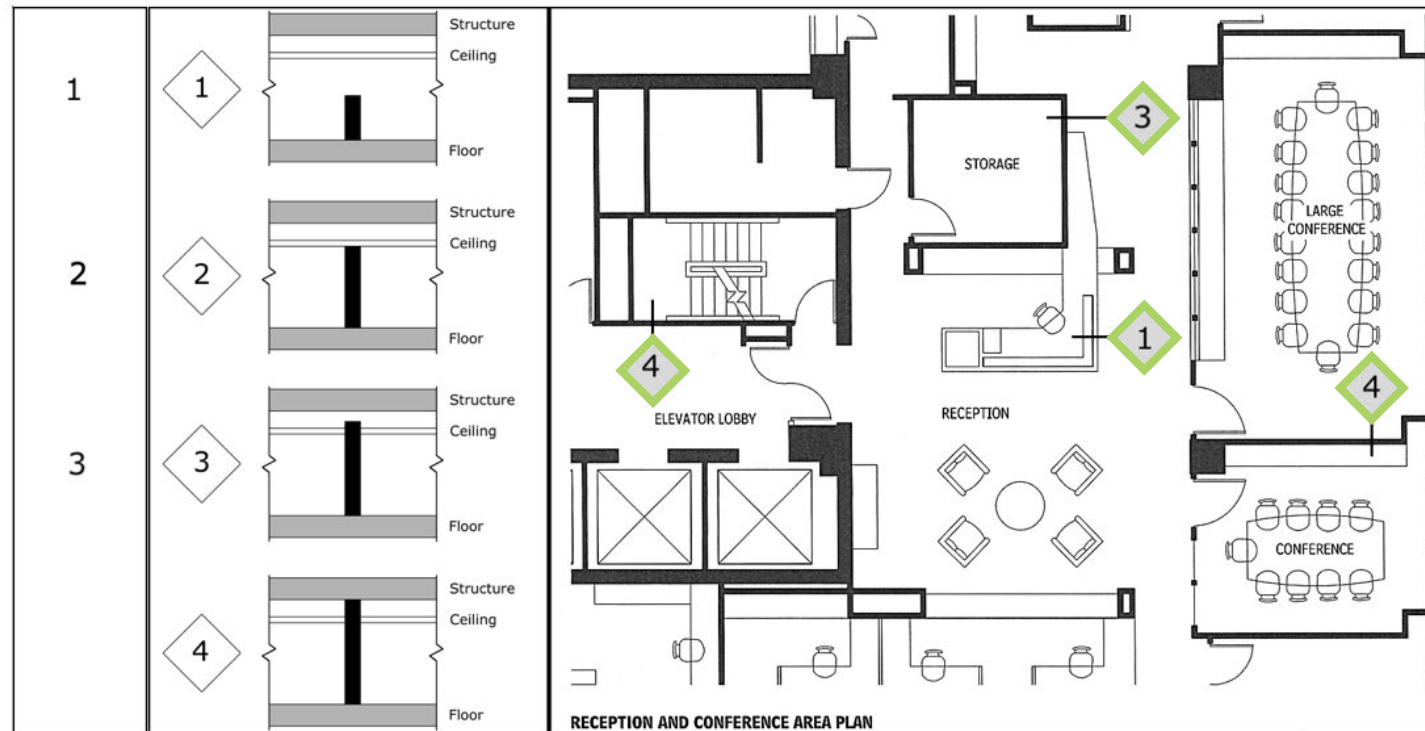 1
1
Structure
Ceiling
Floor
2
2
Structure
Ceiling
Floor
3
3
Structure
Ceiling
Floor
4
Structure
Ceiling
Floor
3
STORAGE
LARGE
CONFERENCE
1
4
4
ELEVATOR LOBBY
RECEPTION
CONFERENCE
RECEPTION AND CONFERENCE AREA PLAN